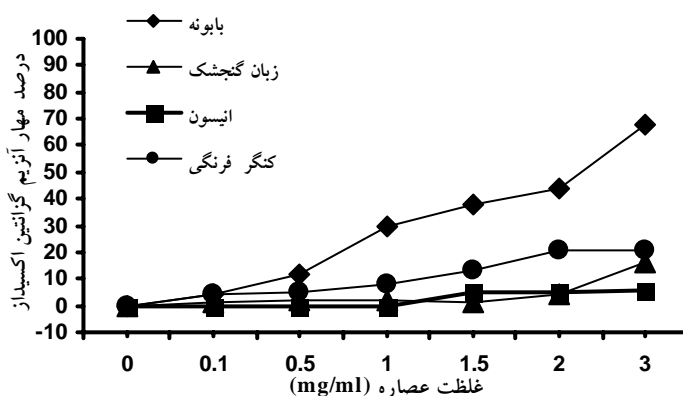 بابونه
زبان گنجشک
انیسون
کنگر فرنگی
درصد مهار آنزیم گزانتین اکسیداز
100
90
80
70
60
50
40
30
20
10
0
-10
0 0.1 0.5 1 1.5 2 3
غلظت عصاره (mg/ml)